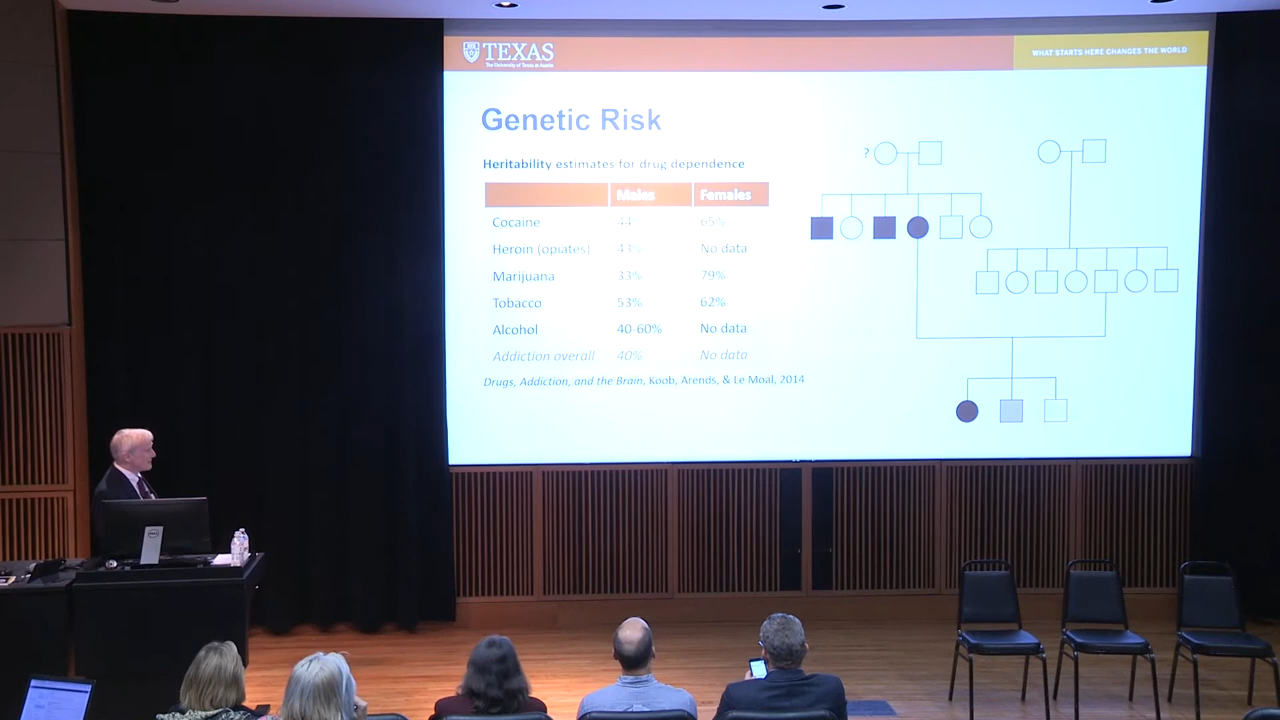 TEXAS
The University of Texas at Austin
WHAT STARTS HERE CHANGES THE WORLD
Genetic Risk
Heritability estimates for drug dependence
Males Females
Cocaine 44% 65%
Heroin (opiates) 43% No data
Marijuana 33% 79%
Tobacco 53% 62%
Alcohol 40-60% No data
Addiction overall 40% No data
Drugs, Addiction, and the Brain, Koob, Arends, & Le Moal, 2014
?
DELL